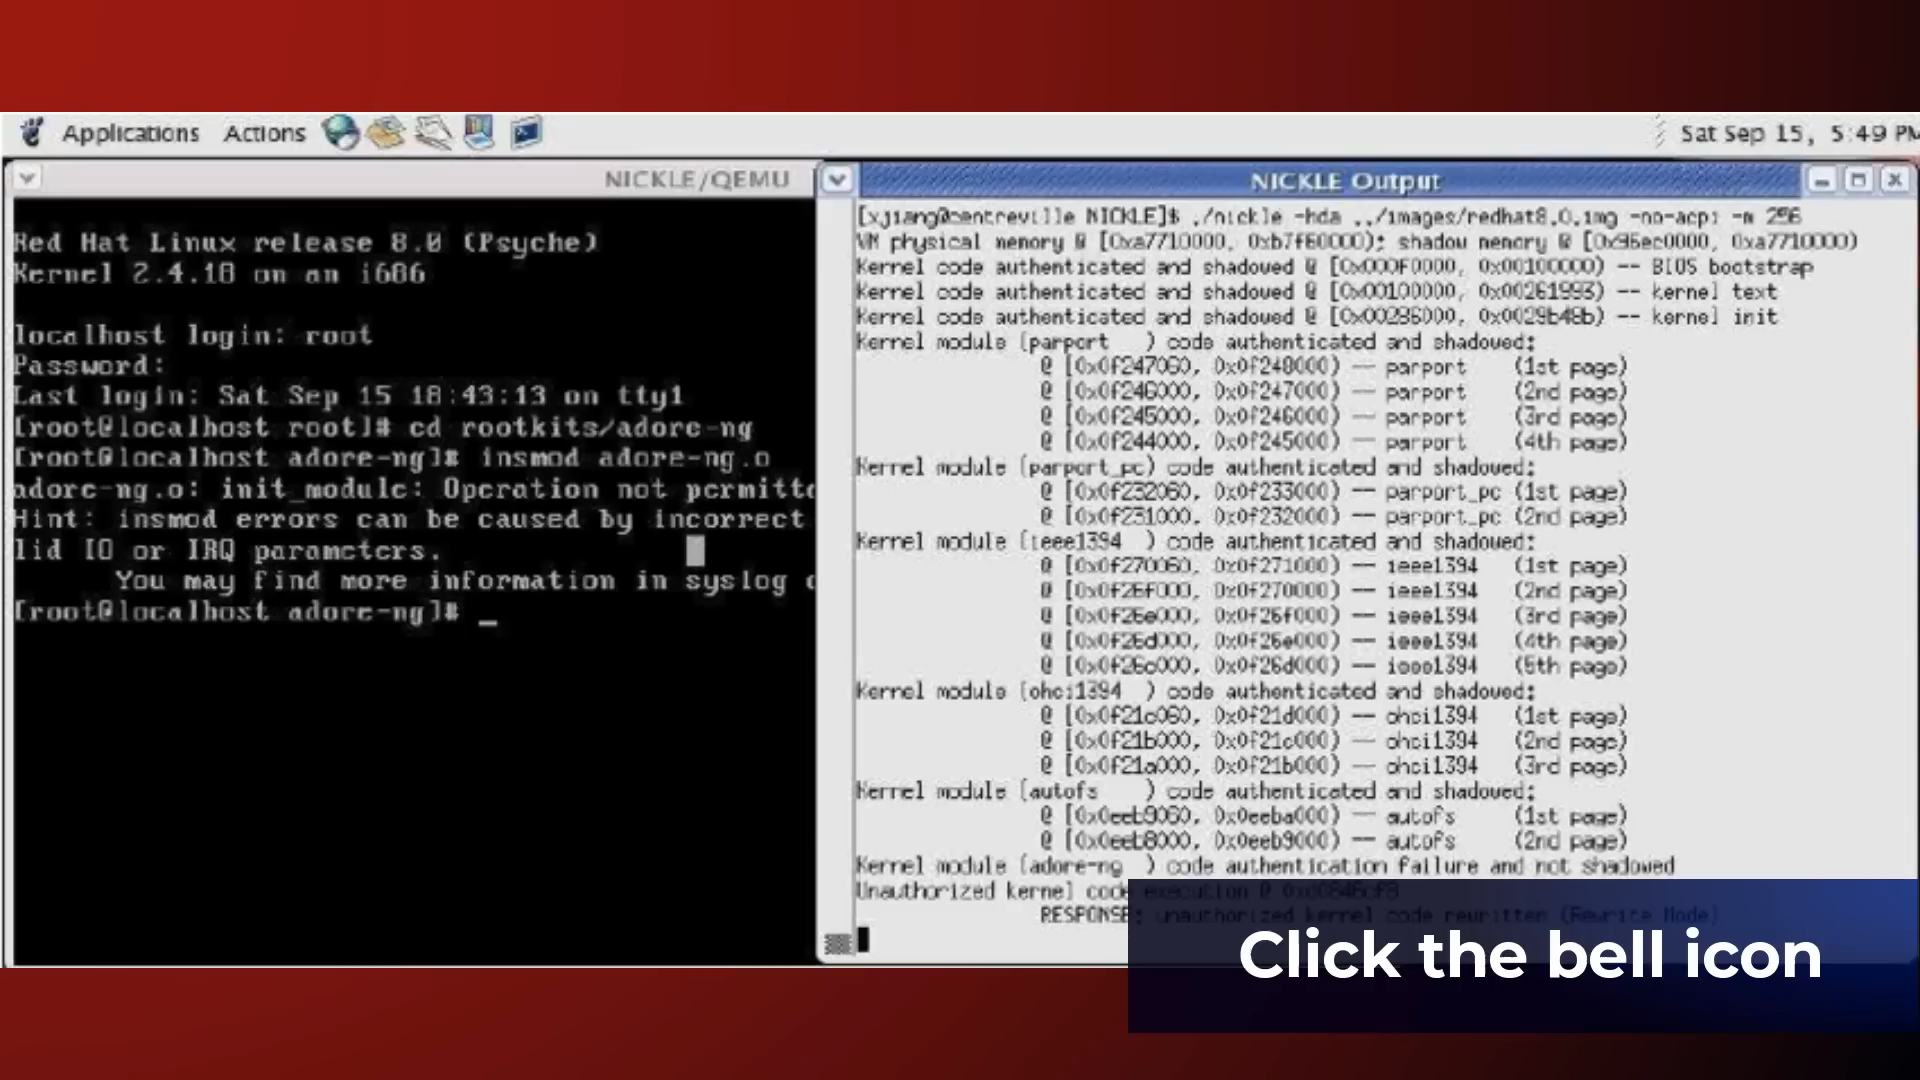 Applications Actions
Sat Sep 15, 5:49 PM
NICKLE/QEMU
Red Hat Linux release 8.0 (Psyche)
Kernel 2.4.18 on an i686
localhost login: root
Password:
Last login: Sat Sep 15 18:43:13 on tty1
[root@localhost root]# cd rootkits/adore-ng
[root@localhost adore-ng]# insmod adore-ng.o
adore-ng.o: init_module: Operation not permitte
Hint: insmod errors can be caused by incorrect
lid IO or IRQ parameters.
You may find more information in syslog o
[root@localhost adore-ng]# _
NICKLE Output
[xjiang@centreville NICKLE]$ ./nickle -hda ../images/redhat8.0.img -no-acpi -m 256
VM physical memory @ [0xa7710000, 0xb7f60000): shadow memory @ [0x96ec0000, 0xa7710000)
Kernel code authenticated and shadowed @ [0x000F0000, 0x00100000) -- BIOS bootstrap
Kernel code authenticated and shadowed @ [0x00100000, 0x00261993) -- kernel text
Kernel code authenticated and shadowed @ [0x00286000, 0x0029b48b) -- kernel init
Kernel module (parport ) code authenticated and shadowed:
@ [0x0f247060, 0x0f248000) -- parport (1st page)
@ [0x0f246000, 0x0f247000) -- parport (2nd page)
@ [0x0f245000, 0x0f246000) -- parport (3rd page)
@ [0x0f244000, 0x0f245000) -- parport (4th page)
Kernel module (parport_pc) code authenticated and shadowed:
@ [0x0f232060, 0x0f233000) -- parport_pc (1st page)
@ [0x0f231000, 0x0f232000) -- parport_pc (2nd page)
Kernel module (ieee1394 ) code authenticated and shadowed:
@ [0x0f270060, 0x0f271000) -- ieee1394 (1st page)
@ [0x0f26f000, 0x0f270000) -- ieee1394 (2nd page)
@ [0x0f26e000, 0x0f26f000) -- ieee1394 (3rd page)
@ [0x0f26d000, 0x0f26e000) -- ieee1394 (4th page)
@ [0x0f26c000, 0x0f26d000) -- ieee1394 (5th page)
Kernel module (ohci1394 ) code authenticated and shadowed:
@ [0x0f21c060, 0x0f21d000) -- ohci1394 (1st page)
@ [0x0f21b000, 0x0f21c000) -- ohci1394 (2nd page)
@ [0x0f21a000, 0x0f21b000) -- ohci1394 (3rd page)
Kernel module (autofs ) code authenticated and shadowed:
@ [0x0eeb9060, 0x0eeba000) -- autofs (1st page)
@ [0x0eeb8000, 0x0eeb9000) -- autofs (2nd page)
Kernel module (adore-ng ) code authentication failure and not shadowed
Unauthorized kernel code execution @
RESPONSE: unauthorized kernel code rewritten (Rewrite Mode)
Click the bell icon